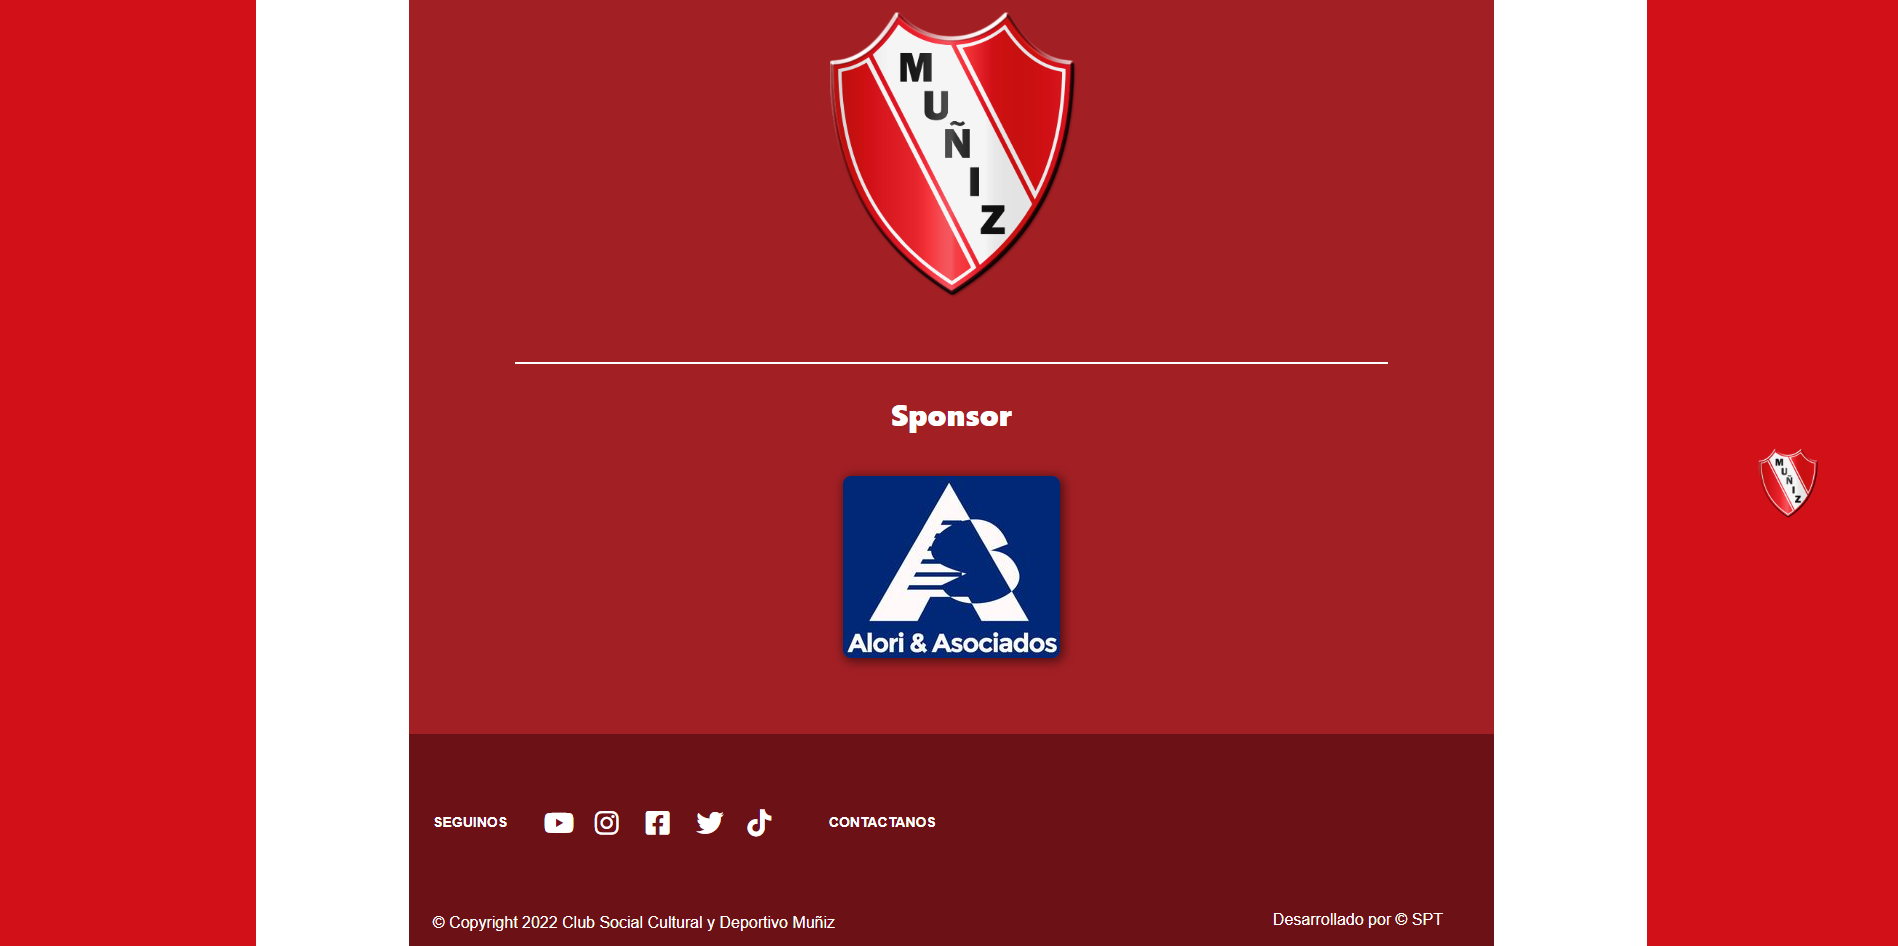 MUÑIZ
Sponsor
Alori & Asociados
MUÑIZ
SEGUINOS
CONTACTANOS
© Copyright 2022 Club Social Cultural y Deportivo Muñiz
Desarrollado por © SPT